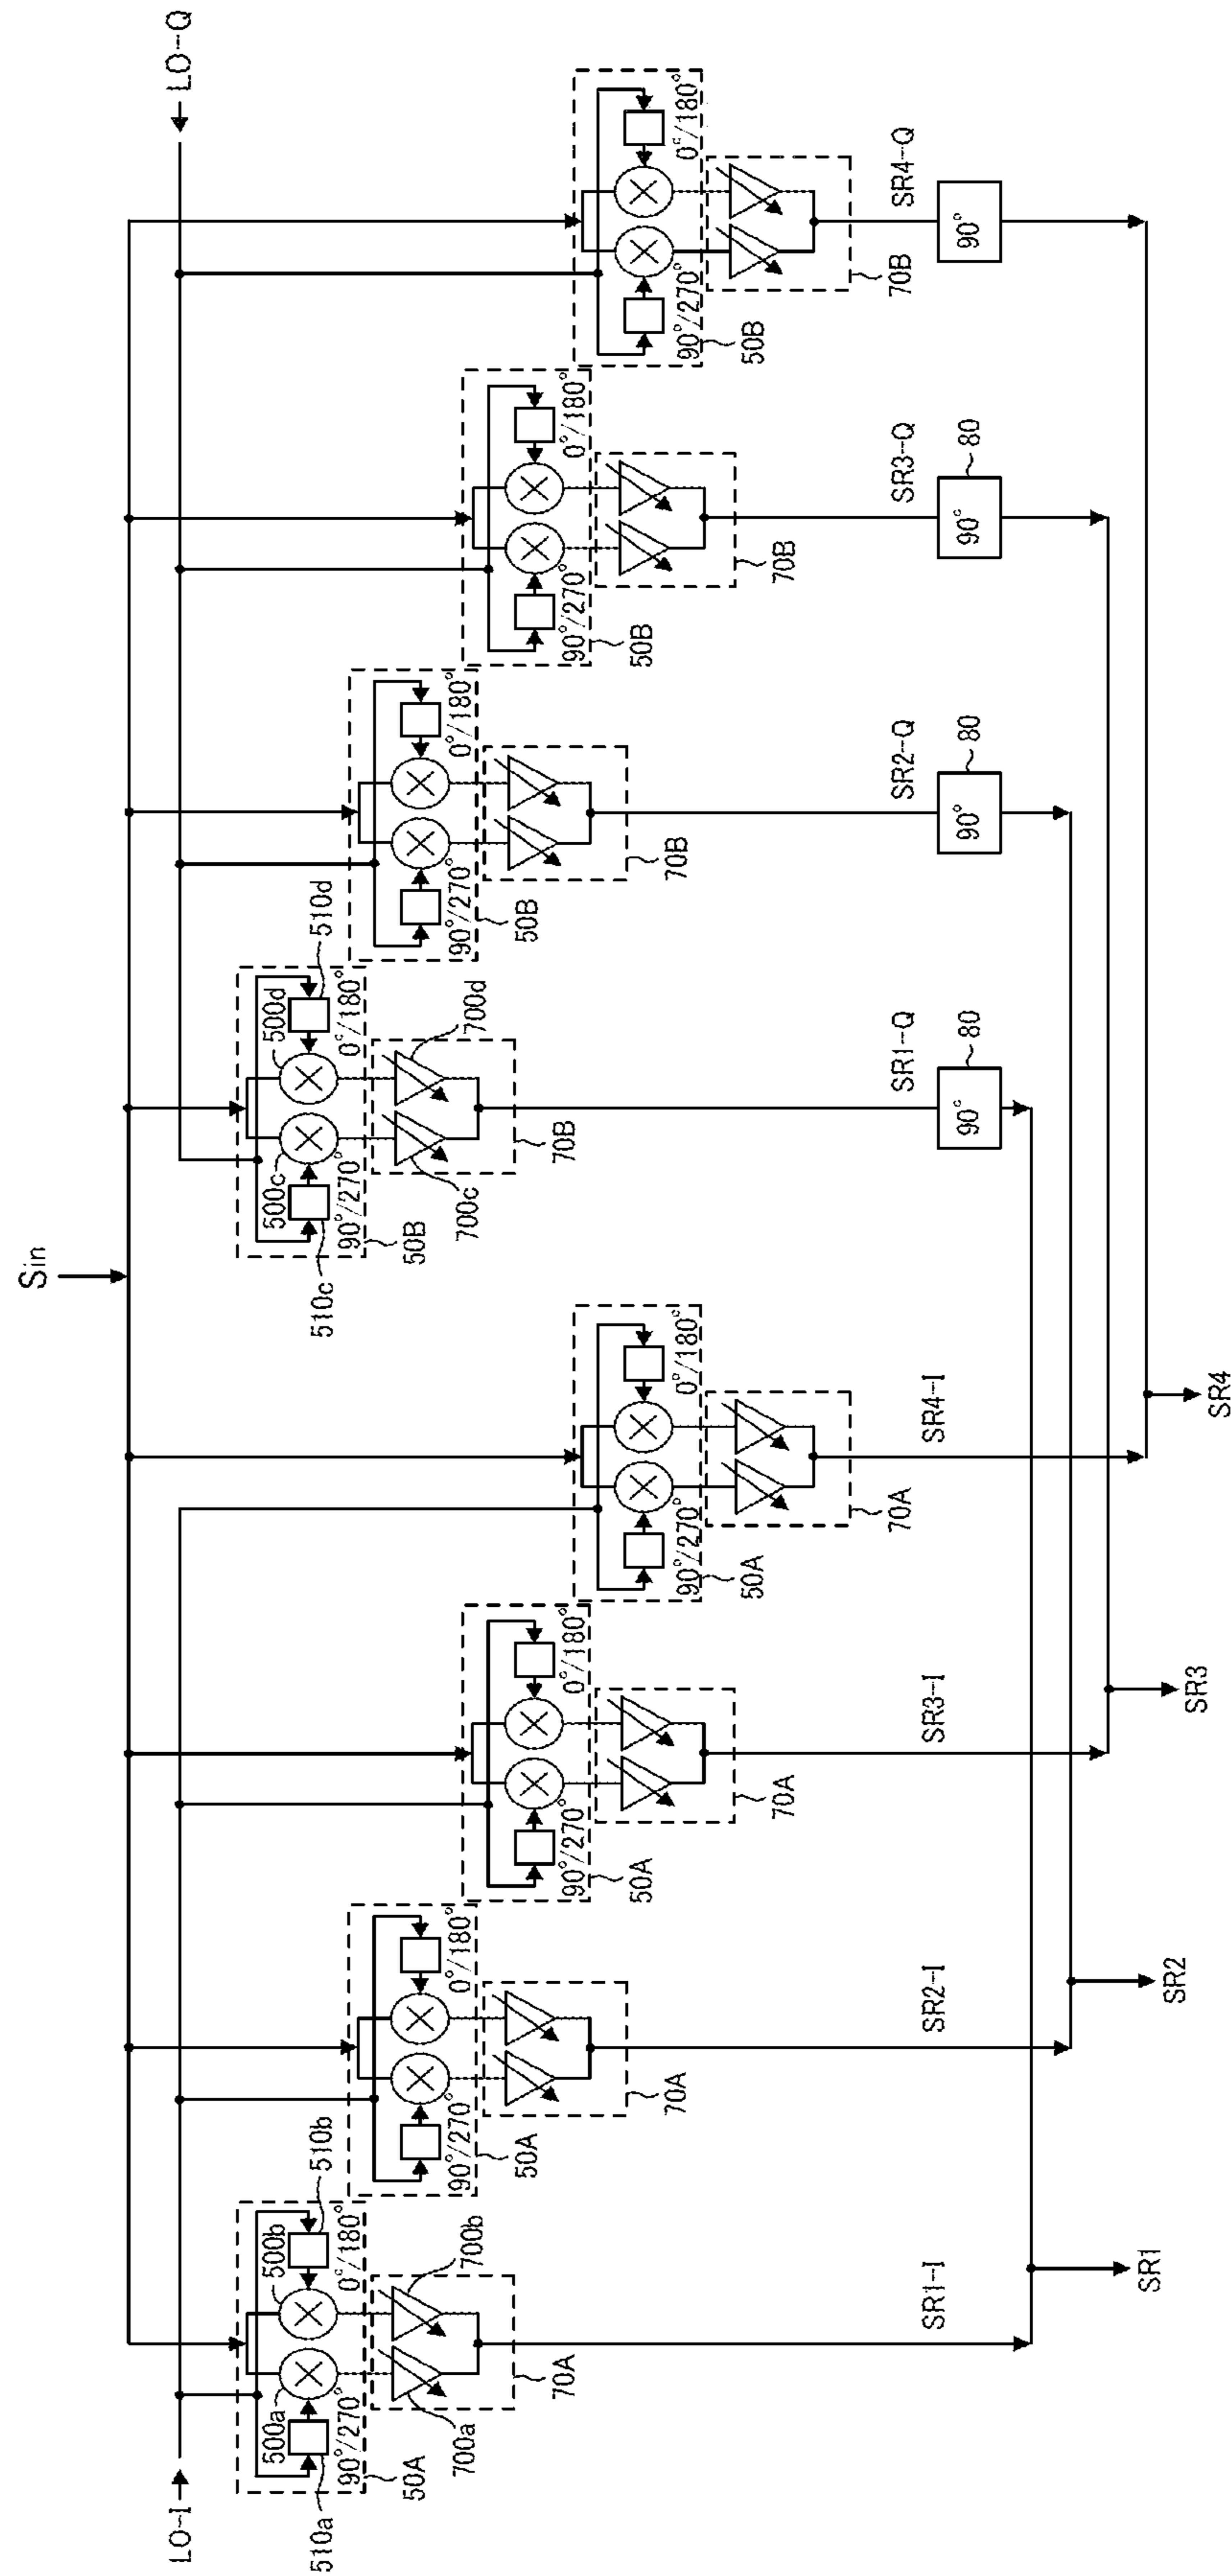 Sin
LO-I
LO-Q
500a
500b
510a
510b
90°/270°
0°/180°
50A
700a
700b
70A
SR1-I
90°/270°
0°/180°
50A
70A
SR2-I
90°/270°
0°/180°
50A
70A
SR3-I
90°/270°
0°/180°
50A
70A
SR4-I
500c
500d
510c
510d
90°/270°
0°/180°
50B
700c
700d
70B
SR1-Q
90°
80
90°/270°
0°/180°
50B
70B
SR2-Q
90°
80
90°/270°
0°/180°
50B
70B
SR3-Q
90°
80
90°/270°
0°/180°
50B
70B
SR4-Q
90°
SR1
SR2
SR3
SR4